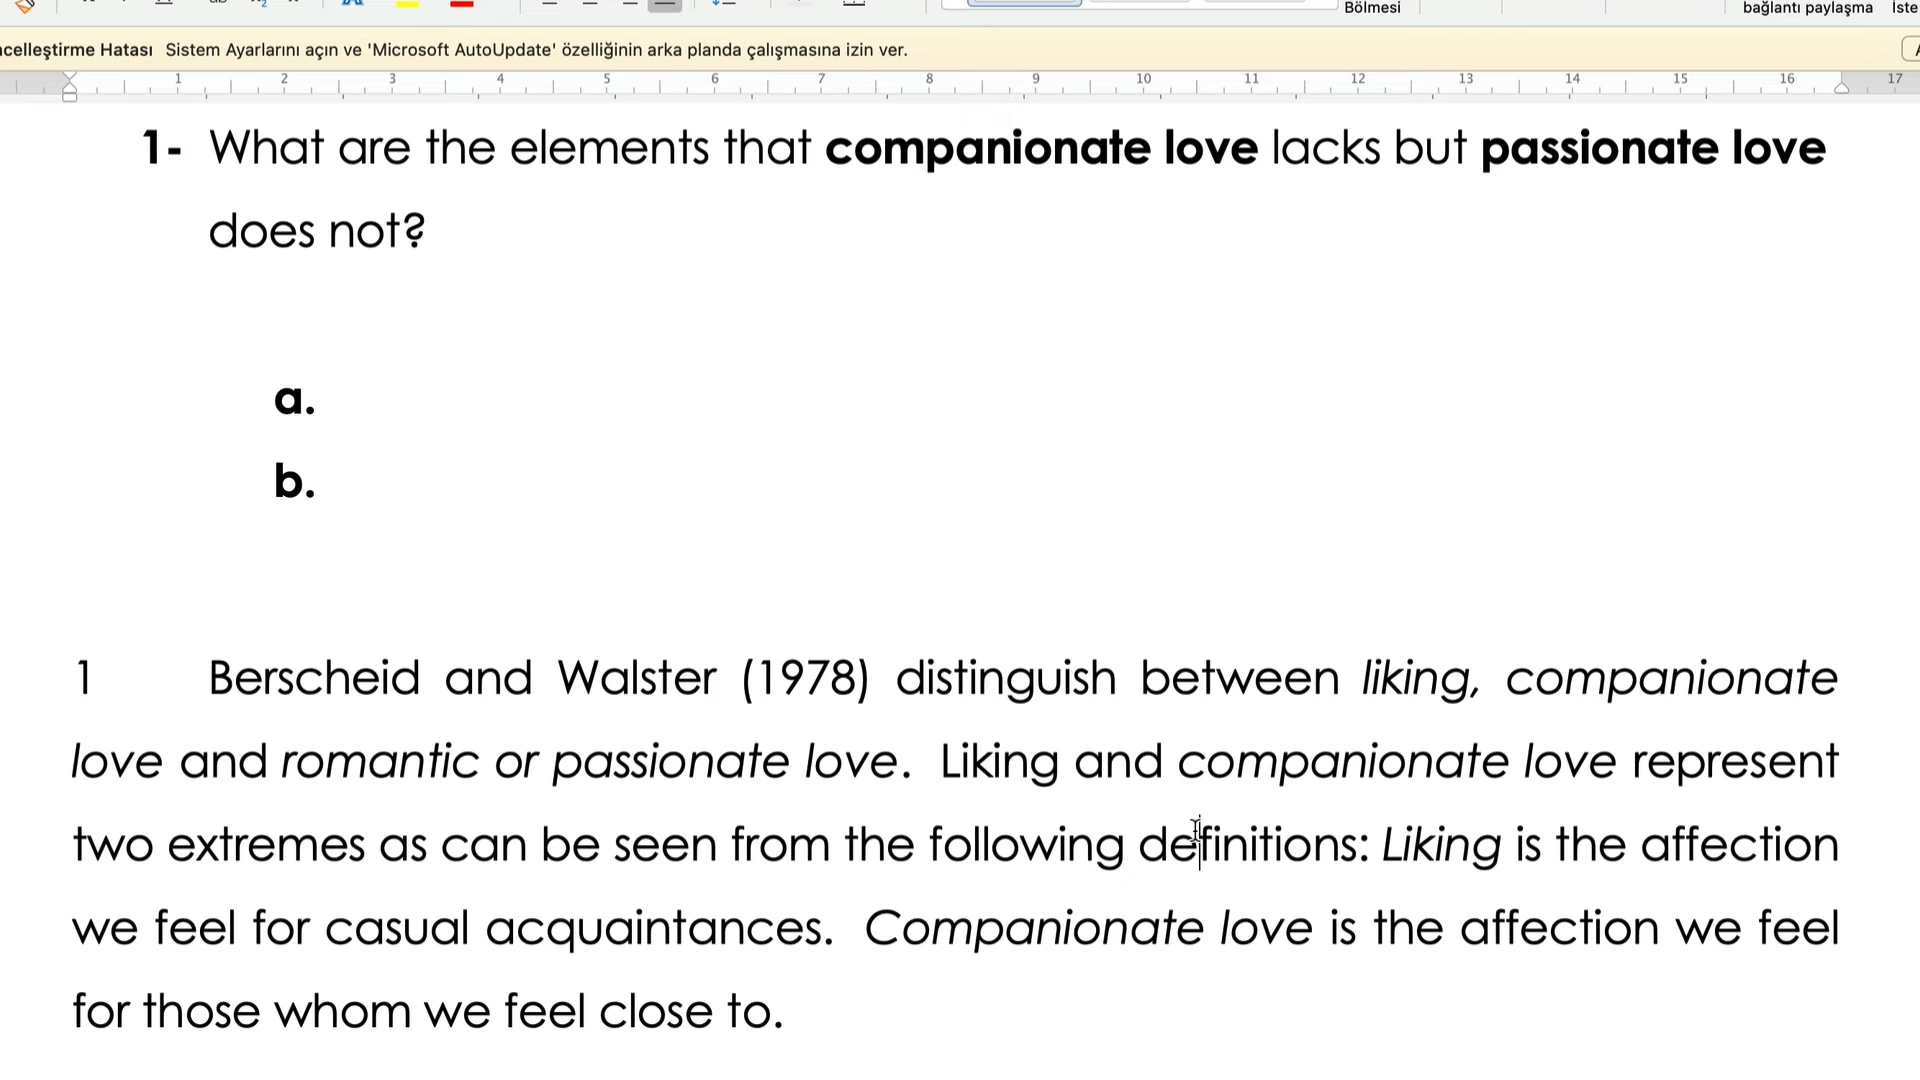 Bölmesi
bağlantı paylaşma
İste
celleştirme Hatası Sistem Ayarlarını açın ve 'Microsoft AutoUpdate' özelliğinin arka planda çalışmasına izin ver.
1 2 3 4 5 6 7 8 9 10 11 12 13 14 15 16 17
1- What are the elements that companionate love lacks but passionate love
does not?
a.
b.
1 Berscheid and Walster (1978) distinguish between liking, companionate
love and romantic or passionate love. Liking and companionate love represent
two extremes as can be seen from the following definitions: Liking is the affection
we feel for casual acquaintances. Companionate love is the affection we feel
for those whom we feel close to.